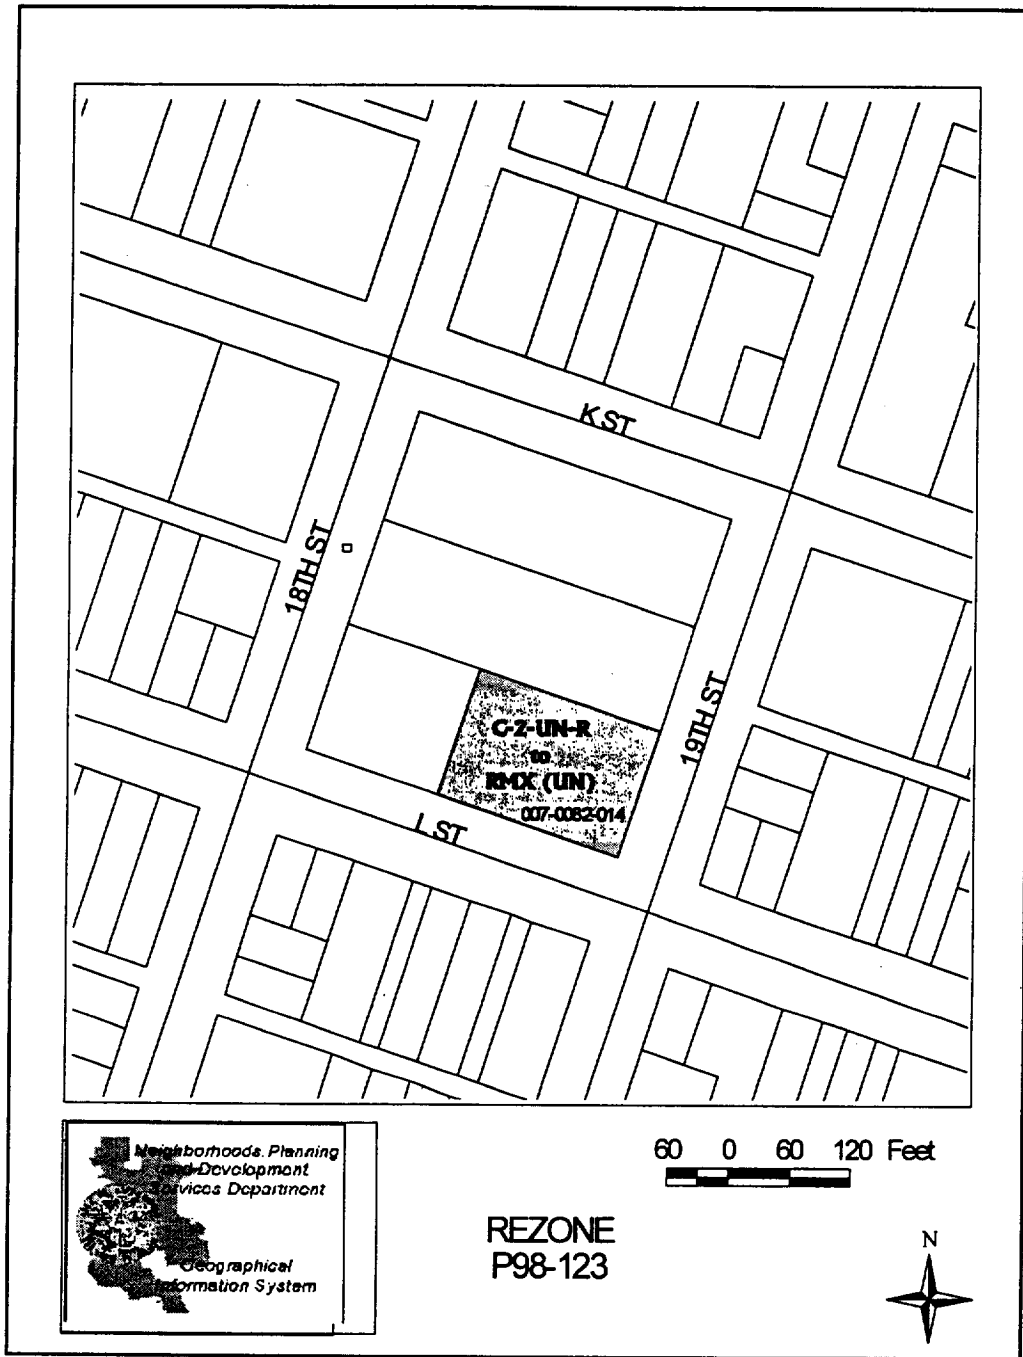 K ST
18TH ST
19TH ST
C-2-UN-R
to
RMX (UN)
007-0082-014
L ST
Neighborhoods, Planning
and Development
Services Department
Geographical
Information System
60 0 60 120 Feet
REZONE
P98-123
N